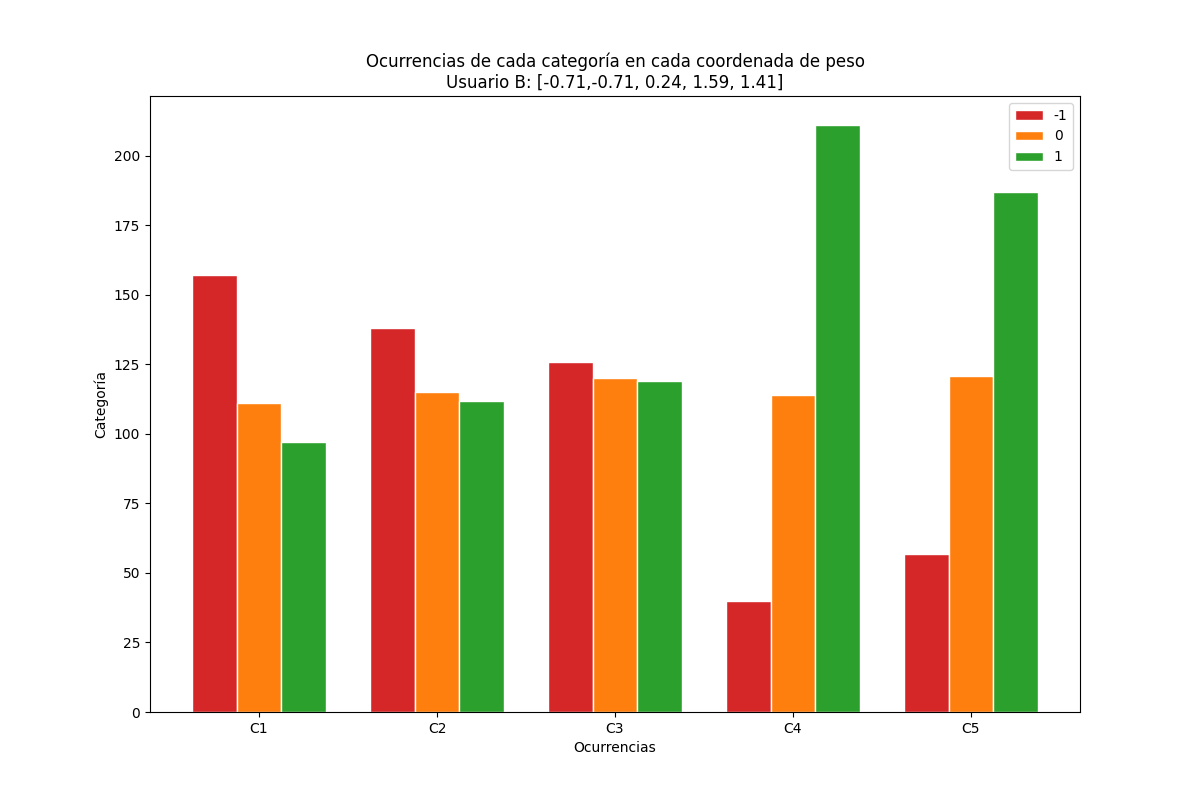 Ocurrencias de cada categoría en cada coordenada de peso
Usuario B: [-0.71,-0.71, 0.24, 1.59, 1.41]
-1
0
1
200
175
150
125
100
75
50
25
0
Categoría
C1 C2 C3 C4 C5
Ocurrencias